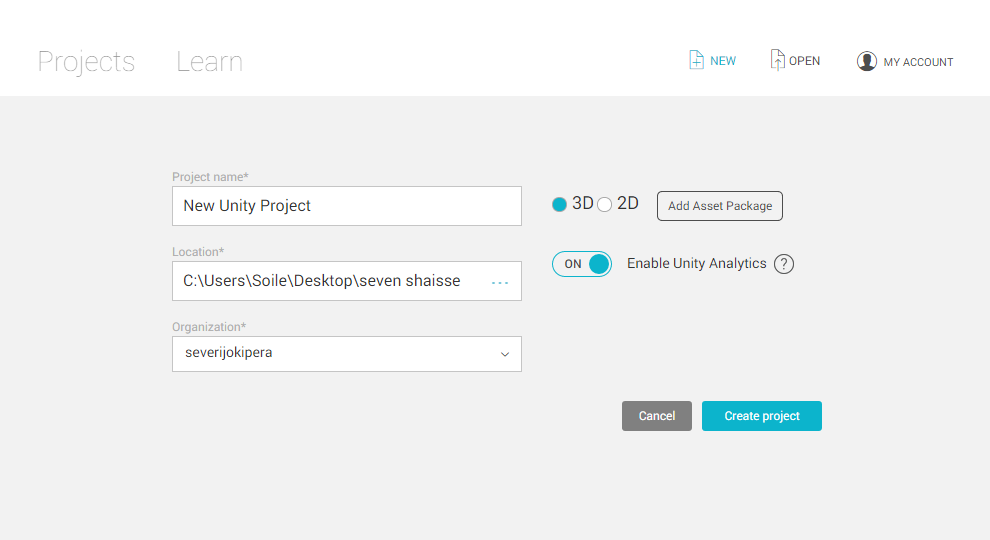 Projects Learn NEW OPEN MY ACCOUNT
Project name*
New Unity Project
3D 2D Add Asset Package
Location*
C:\Users\Soile\Desktop\seven shaisse ...
ON Enable Unity Analytics ?
Organization*
severijokipera
Cancel Create project